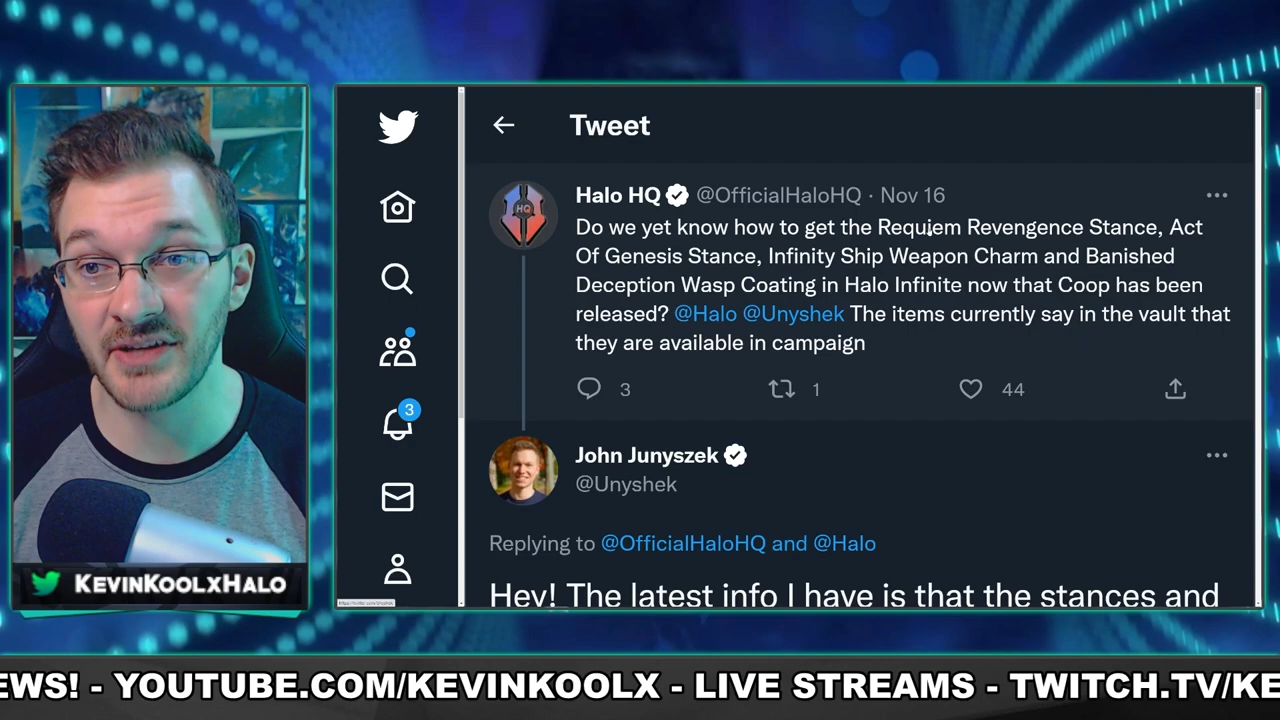 Tweet
HQ
Halo HQ @OfficialHaloHQ · Nov 16
Do we yet know how to get the Requiem Revengence Stance, Act
Of Genesis Stance, Infinity Ship Weapon Charm and Banished
Deception Wasp Coating in Halo Infinite now that Coop has been
released? @Halo @Unyshek The items currently say in the vault that
they are available in campaign
3 1 44
3
John Junyszek
@Unyshek
Replying to @OfficialHaloHQ and @Halo
Hey! The latest info I have is that the stances and
KEVINKOOLXHALO
EWS! - YOUTUBE.COM/KEVINKOOLX - LIVE STREAMS - TWITCH.TV/KE